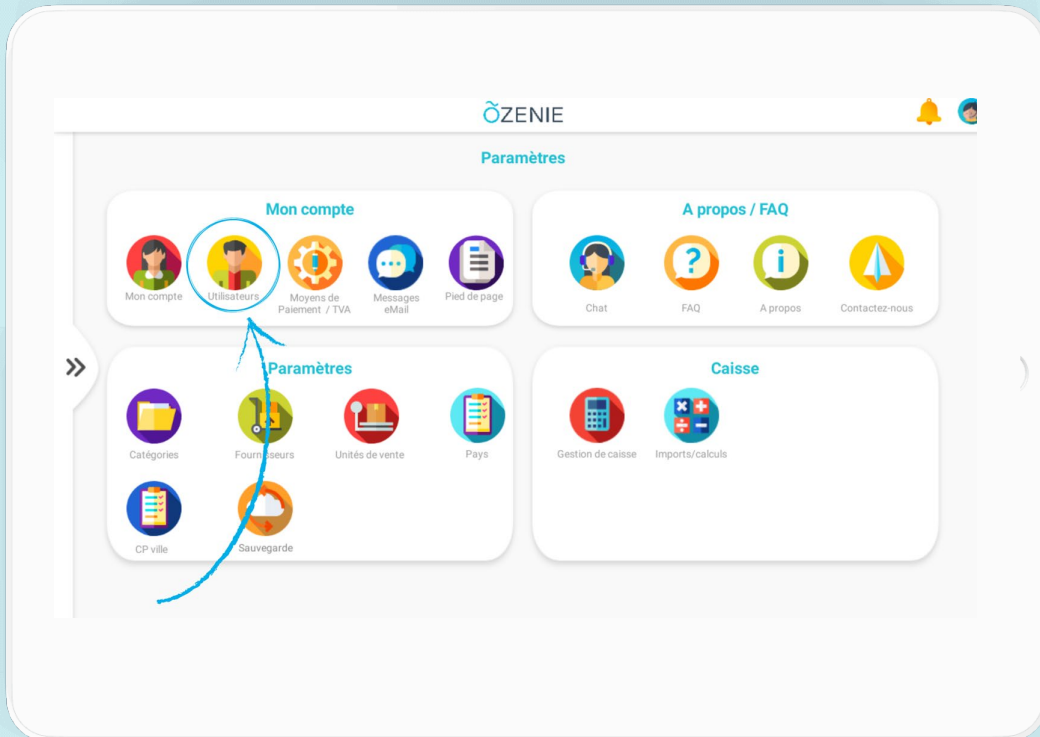 ÕZENIE
Paramètres
Mon compte
Mon compte
Utilisateurs
Moyens de
Paiement / TVA
Messages
eMail
Pied de page
A propos / FAQ
Chat
FAQ
A propos
Contactez-nous
Paramètres
Catégories
Fournisseurs
Unités de vente
Pays
CP ville
Sauvegarde
Caisse
Gestion de caisse
Imports/calculs